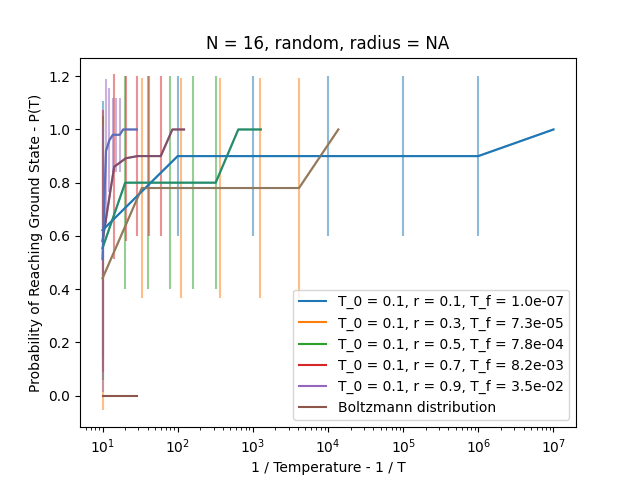 N = 16, random, radius = NA
Probability of Reaching Ground State - P(T)
1.2
1.0
0.8
0.6
0.4
0.2
0.0
T_0 = 0.1, r = 0.1, T_f = 1.0e-07
T_0 = 0.1, r = 0.3, T_f = 7.3e-05
T_0 = 0.1, r = 0.5, T_f = 7.8e-04
T_0 = 0.1, r = 0.7, T_f = 8.2e-03
T_0 = 0.1, r = 0.9, T_f = 3.5e-02
Boltzmann distribution
10¹ 10² 10³ 10⁴ 10⁵ 10⁶ 10⁷
1 / Temperature - 1 / T